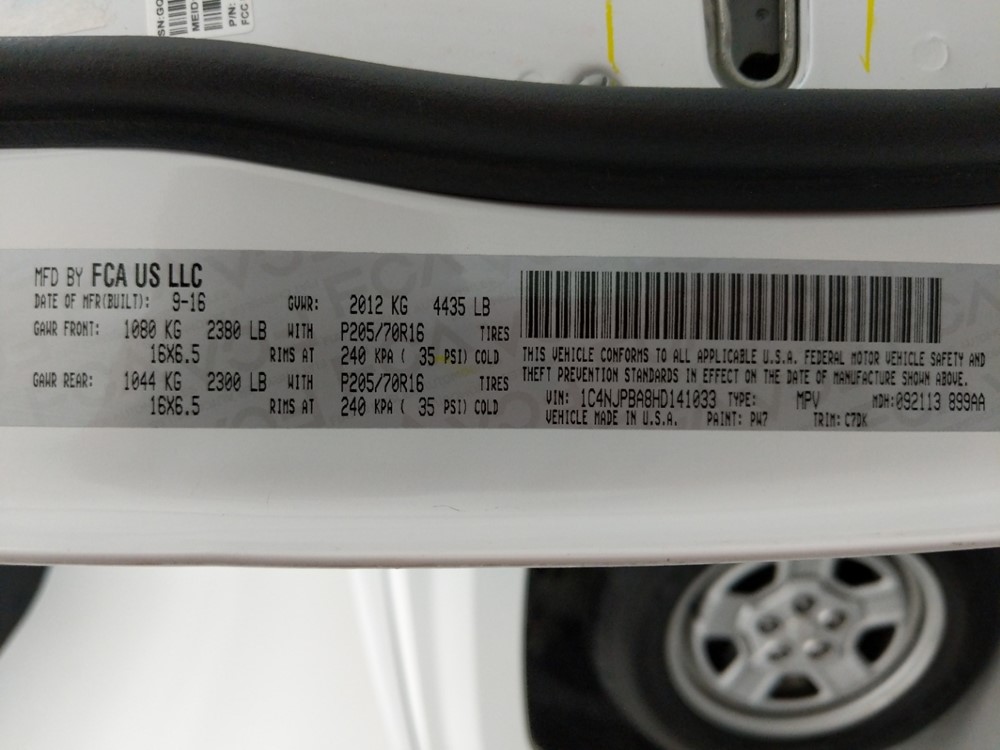 SN:GQ
MEID
P/N:
FCC
MFD BY FCA US LLC
DATE OF MFR(BUILT): 9-16 GVWR: 2012 KG 4435 LB
GAWR FRONT: 1080 KG 2380 LB WITH P205/70R16 TIRES
16X6.5 RIMS AT 240 KPA ( 35 PSI) COLD
GAWR REAR: 1044 KG 2300 LB WITH P205/70R16 TIRES
16X6.5 RIMS AT 240 KPA ( 35 PSI) COLD
THIS VEHICLE CONFORMS TO ALL APPLICABLE U.S.A. FEDERAL MOTOR VEHICLE SAFETY AND
THEFT PREVENTION STANDARDS IN EFFECT ON THE DATE OF MANUFACTURE SHOWN ABOVE.
VIN: 1C4NJPBA8HD141033 TYPE: MPV MDH:092113 899AA
VEHICLE MADE IN U.S.A. PAINT: PW7 TRIM: C7DK